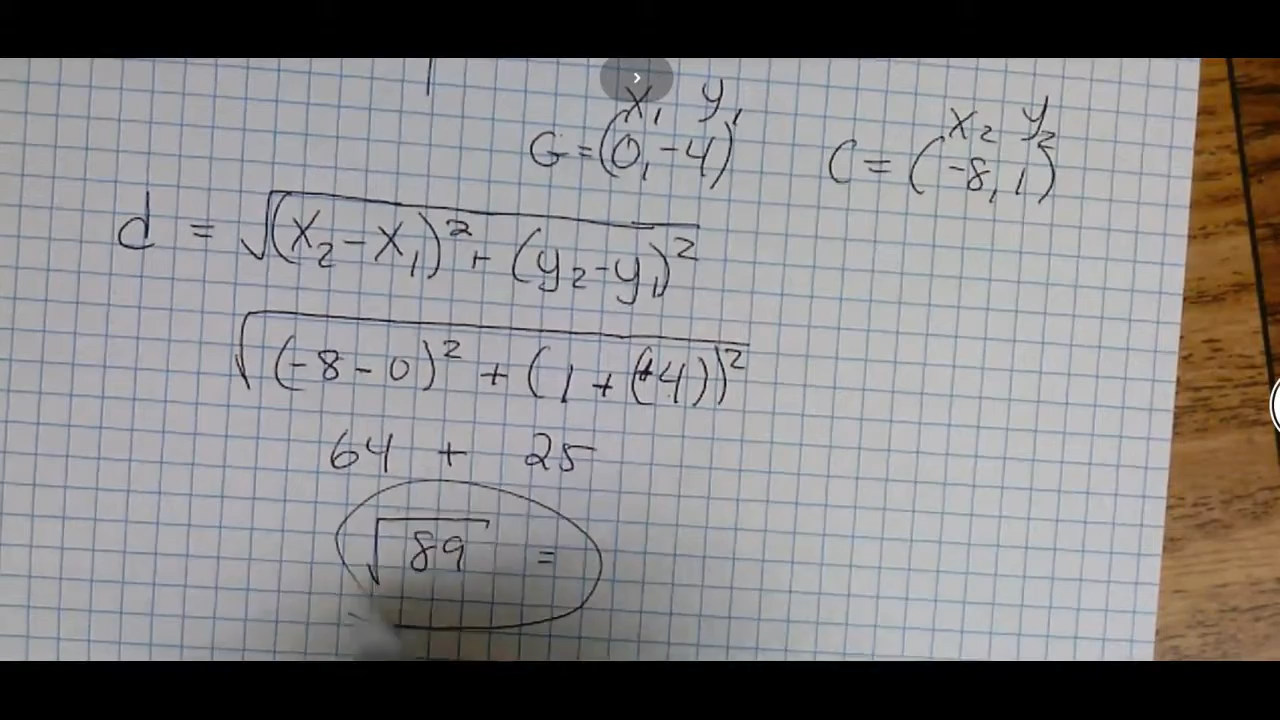 x₁ y₁
x₂ y₂
G = (0, -4)
C = (-8, 1)
d = √(x₂ - x₁)² + (y₂ - y₁)²
√(-8 - 0)² + (1 + (+4))²
64 + 25
√89 =